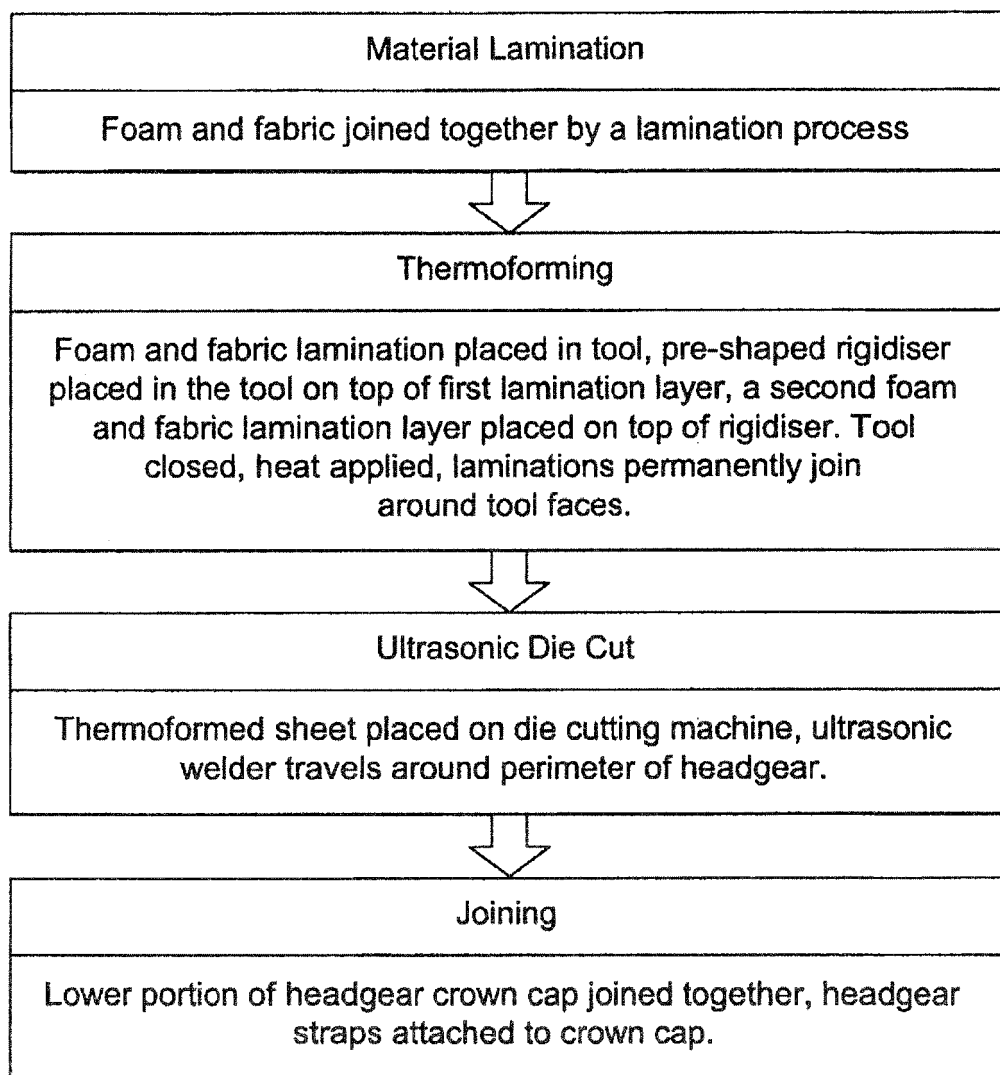 Material Lamination
Foam and fabric joined together by a lamination process
Thermoforming
Foam and fabric lamination placed in tool, pre-shaped rigidiser
placed in the tool on top of first lamination layer, a second foam
and fabric lamination layer placed on top of rigidiser. Tool
closed, heat applied, laminations permanently join
around tool faces.
Ultrasonic Die Cut
Thermoformed sheet placed on die cutting machine, ultrasonic
welder travels around perimeter of headgear.
Joining
Lower portion of headgear crown cap joined together, headgear
straps attached to crown cap.